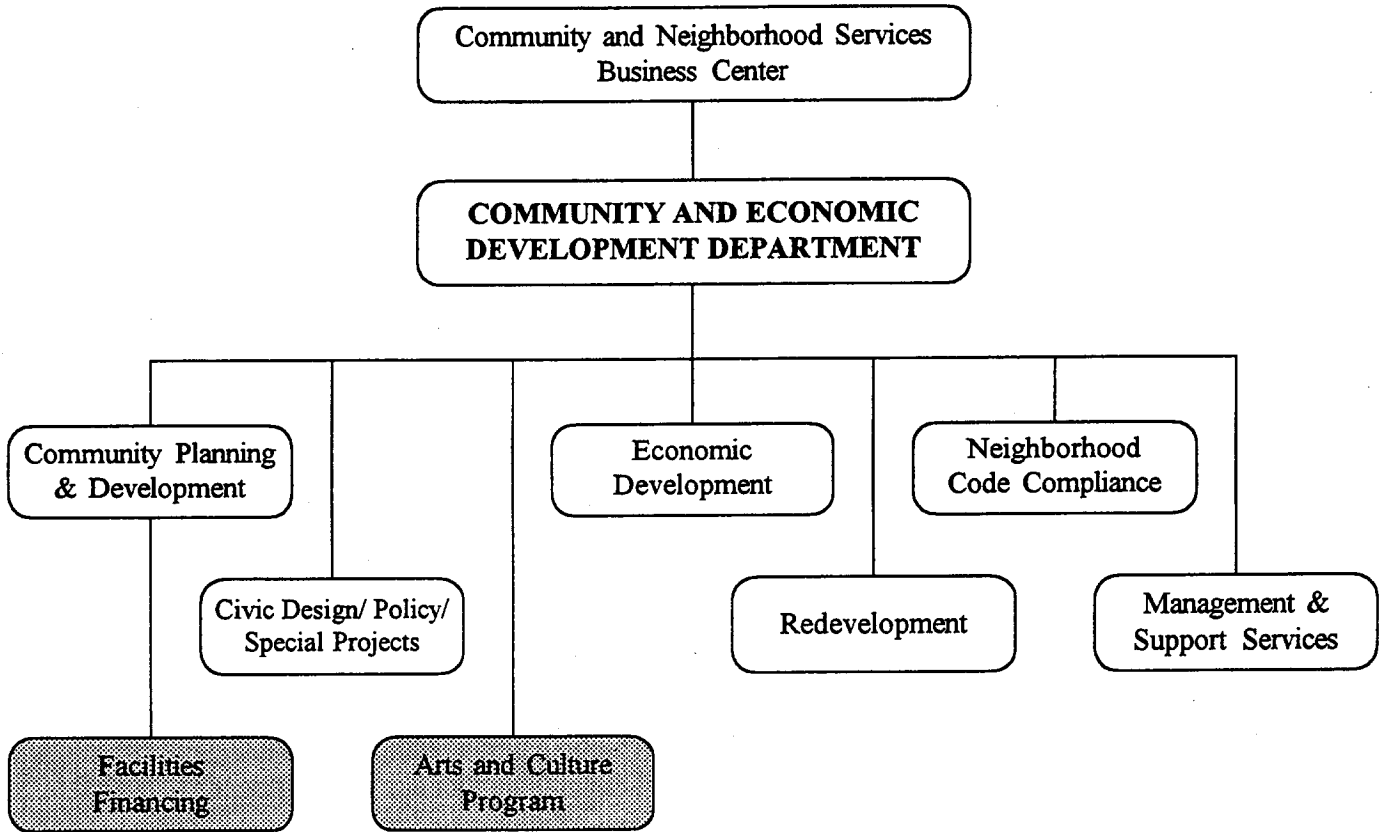 Community and Neighborhood Services
Business Center
COMMUNITY AND ECONOMIC
DEVELOPMENT DEPARTMENT
Community Planning
& Development
Economic
Development
Neighborhood
Code Compliance
Civic Design/ Policy/
Special Projects
Redevelopment
Management &
Support Services
Facilities
Financing
Arts and Culture
Program